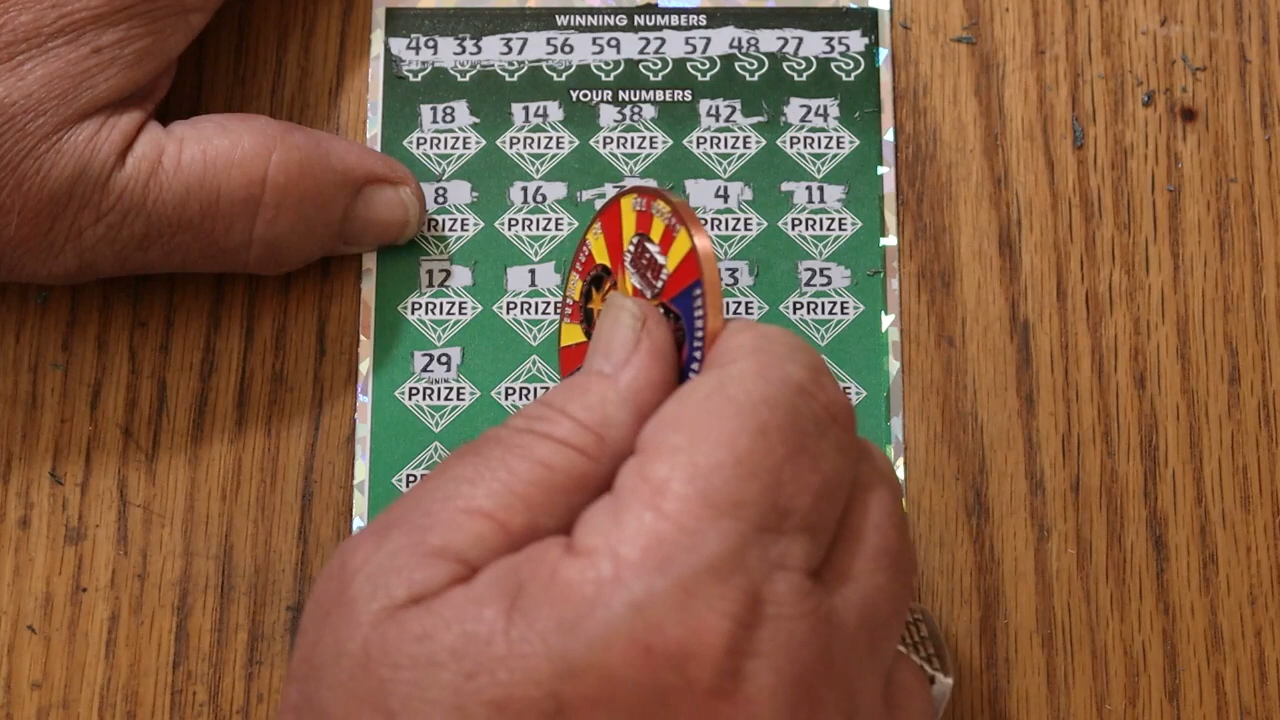 WINNING NUMBERS
49 33 37 56 59 22 57 48 27 35
$ $ $ $ $ $ $ $ $ $
YOUR NUMBERS
18 14 38 42 24
PRIZE PRIZE PRIZE PRIZE PRIZE
8 16 4 11
PRIZE PRIZE PRIZE PRIZE
12 1 25
PRIZE PRIZE PRIZE
29
PRIZE PRIZE